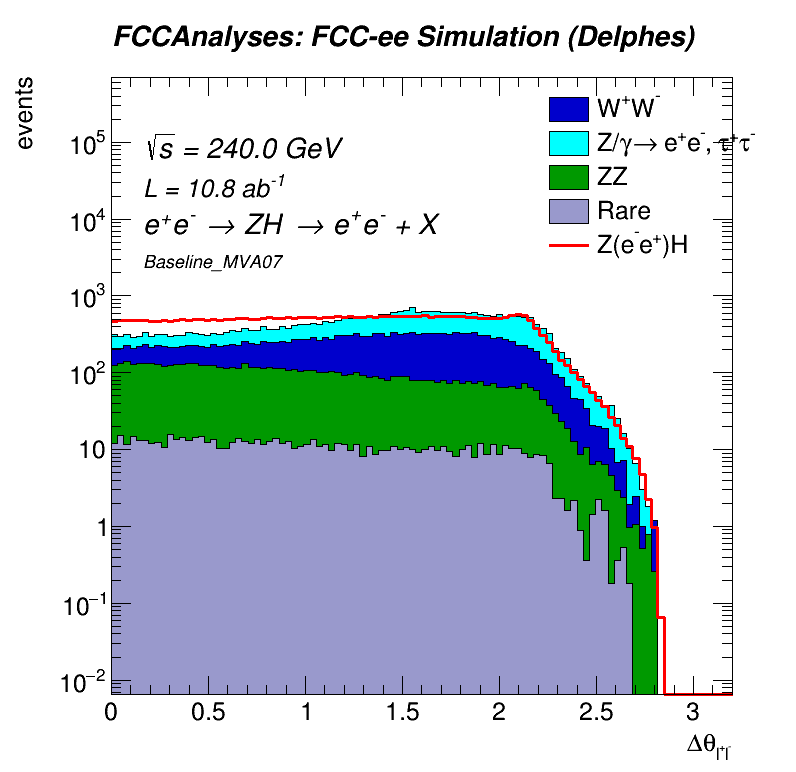 FCCAnalyses: FCC-ee Simulation (Delphes)
events
√s = 240.0 GeV
L = 10.8 ab⁻¹
e⁺e⁻ → ZH → e⁺e⁻ + X
Baseline_MVA07
W⁺W⁻
Z/γ→ e⁺e⁻, τ⁺τ⁻
ZZ
Rare
Z(e⁻e⁺)H
10⁵
10⁴
10³
10²
10
1
10⁻¹
10⁻²
0 0.5 1 1.5 2 2.5 3
Δθ_l⁺l⁻